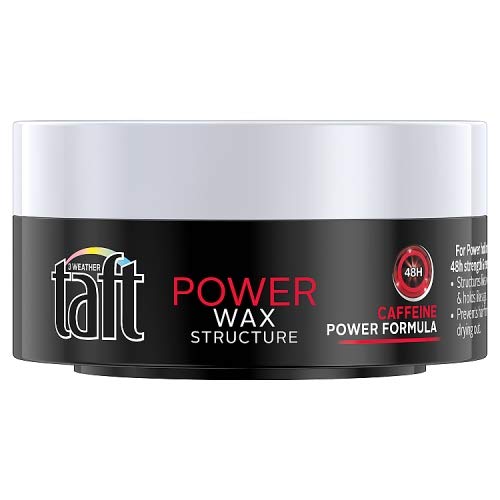 3 WEATHER
taft
POWER
WAX
STRUCTURE
48H
CAFFEINE
POWER FORMULA
For Power
48h strength
• Structures
& holds
• Prevents
drying out.